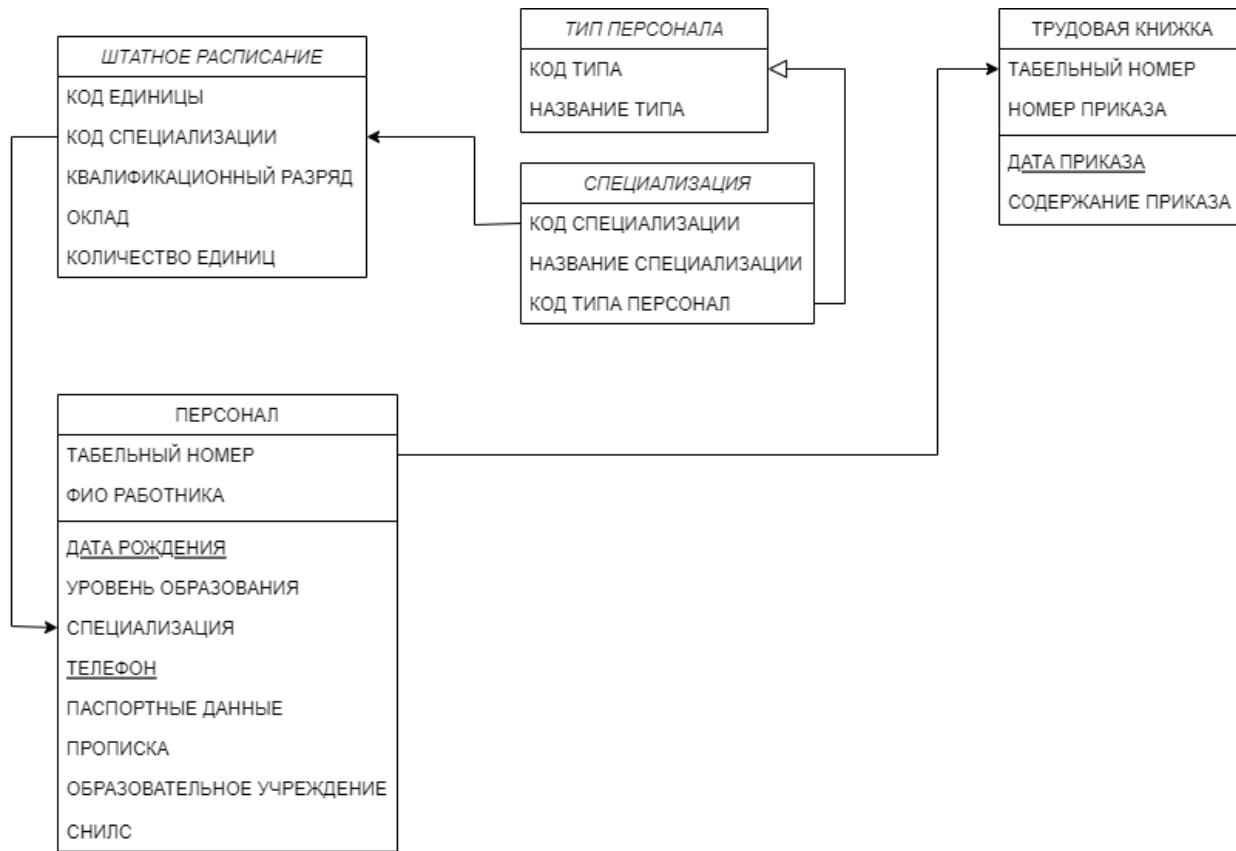 ШТАТНОЕ РАСПИСАНИЕ
КОД ЕДИНИЦЫ
КОД СПЕЦИАЛИЗАЦИИ
КВАЛИФИКАЦИОННЫЙ РАЗРЯД
ОКЛАД
КОЛИЧЕСТВО ЕДИНИЦ
ТИП ПЕРСОНАЛА
КОД ТИПА
НАЗВАНИЕ ТИПА
СПЕЦИАЛИЗАЦИЯ
КОД СПЕЦИАЛИЗАЦИИ
НАЗВАНИЕ СПЕЦИАЛИЗАЦИИ
КОД ТИПА ПЕРСОНАЛ
ТРУДОВАЯ КНИЖКА
ТАБЕЛЬНЫЙ НОМЕР
НОМЕР ПРИКАЗА
ДАТА ПРИКАЗА
СОДЕРЖАНИЕ ПРИКАЗА
ПЕРСОНАЛ
ТАБЕЛЬНЫЙ НОМЕР
ФИО РАБОТНИКА
ДАТА РОЖДЕНИЯ
УРОВЕНЬ ОБРАЗОВАНИЯ
СПЕЦИАЛИЗАЦИЯ
ТЕЛЕФОН
ПАСПОРТНЫЕ ДАННЫЕ
ПРОПИСКА
ОБРАЗОВАТЕЛЬНОЕ УЧРЕЖДЕНИЕ
СНИЛС